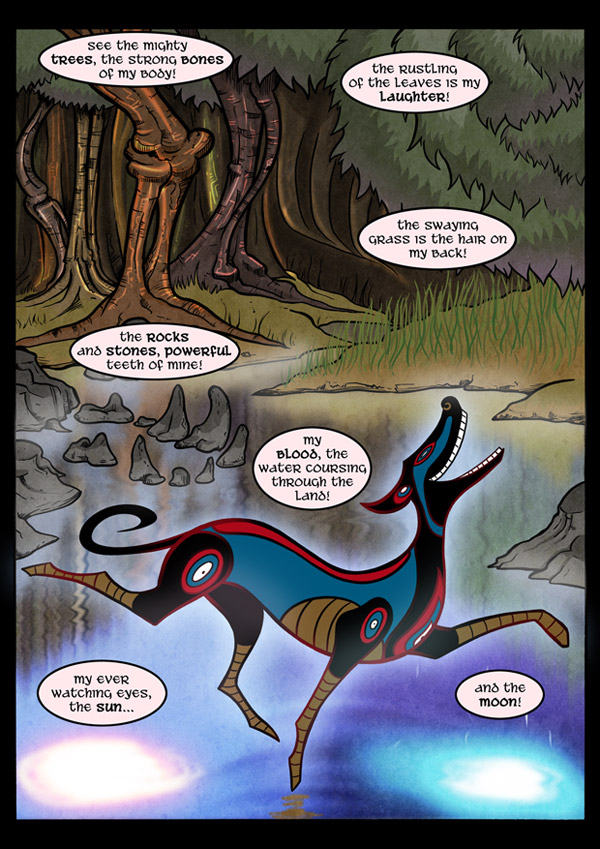 see the mighty
trees, the strong bones
of my body!
the rustling
of the leaves is my
laughter!
the swaying
grass is the hair on
my back!
the rocks
and stones, powerful
teeth of mine!
my
blood, the
water coursing
through the
land!
my ever
watching eyes,
the sun...
and the
moon!